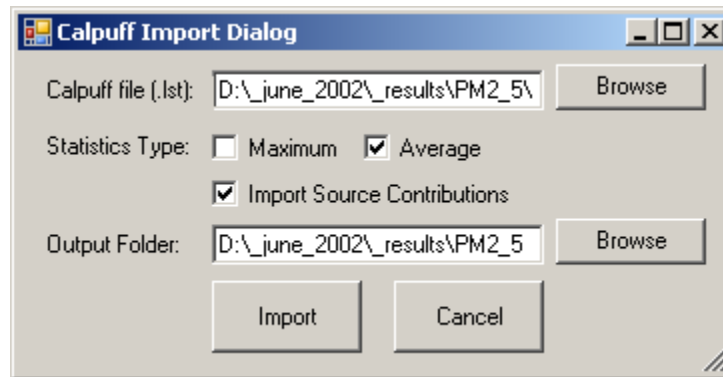 Calpuff Import Dialog
Calpuff file (.lst): D:\_june_2002\_results\PM2_5\ Browse
Statistics Type: Maximum Average
Import Source Contributions
Output Folder: D:\_june_2002\_results\PM2_5 Browse
Import Cancel